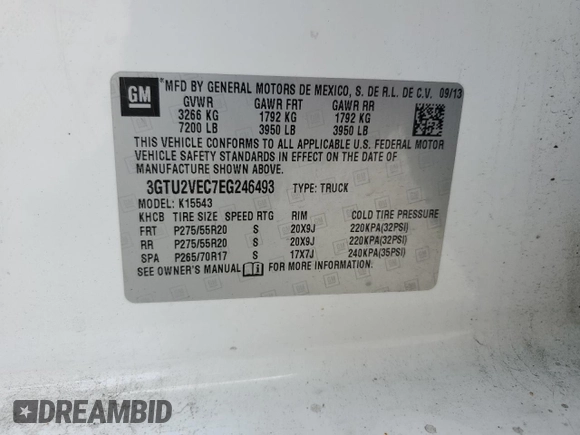 GM
MFD BY GENERAL MOTORS DE MEXICO, S. DE R.L. DE C.V. 09/13
GVWR GAWR FRT GAWR RR
3266 KG 1792 KG 1792 KG
7200 LB 3950 LB 3950 LB
THIS VEHICLE CONFORMS TO ALL APPLICABLE U.S. FEDERAL MOTOR
VEHICLE SAFETY STANDARDS IN EFFECT ON THE DATE OF
MANUFACTURE SHOWN ABOVE.
3GTU2VEC7EG246493 TYPE: TRUCK
MODEL: K15543
KHCB TIRE SIZE SPEED RTG RIM COLD TIRE PRESSURE
FRT P275/55R20 S 20X9J 220KPA(32PSI)
RR P275/55R20 S 20X9J 220KPA(32PSI)
SPA P265/70R17 S 17X7J 240KPA(35PSI)
SEE OWNER'S MANUAL FOR MORE INFORMATION.
DREAMBID